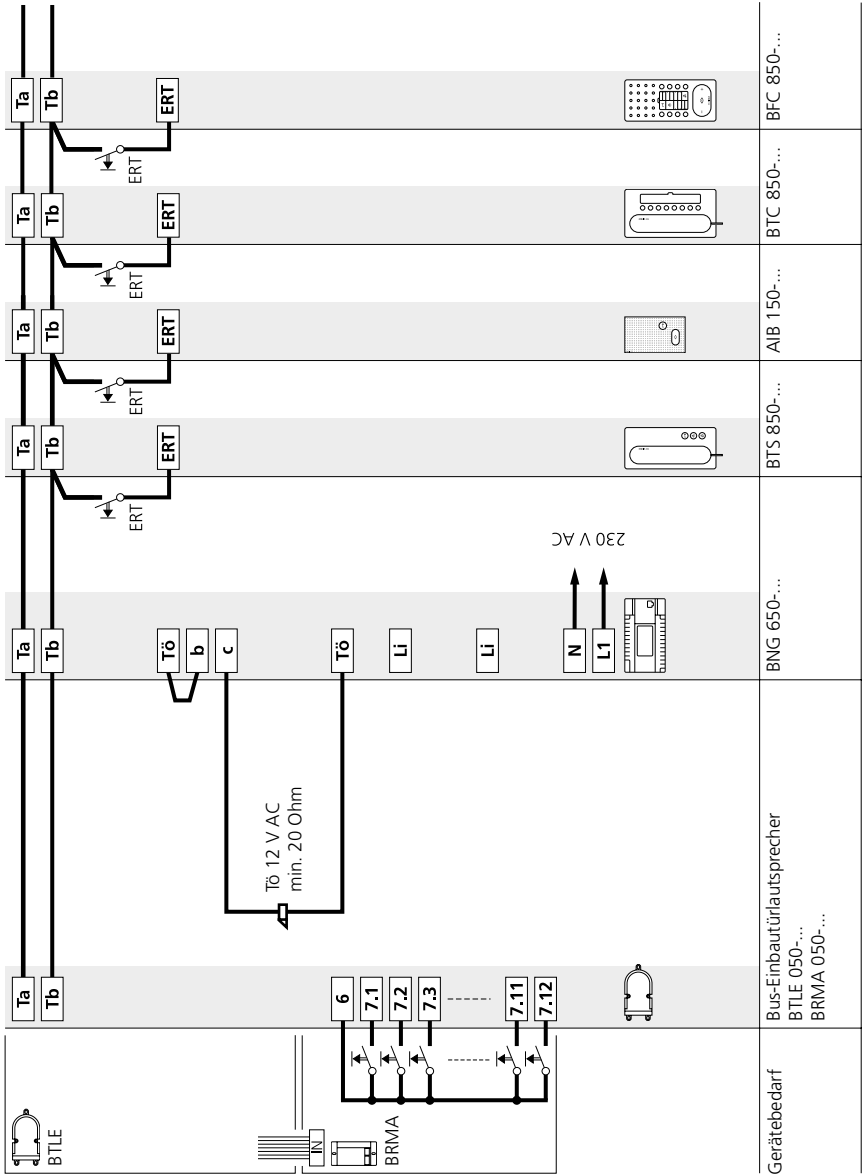 Ta Ta Ta Ta Ta Ta
BTLE Tb Tb Tb Tb Tb Tb
ERT ERT ERT ERT
Tö ERT ERT ERT ERT
b
c
Tö 12 V AC
min. 20 Ohm
IN
6 Tö
7.1
BRMA 7.2 Li
7.3
Li
7.11
7.12
N
L1
230 V AC
Gerätebedarf
Bus-Einbautürlautsprecher
BTLE 050-...
BRMA 050-...
BNG 650-...
BTS 850-...
AIB 150-...
BTC 850-...
BFC 850-...